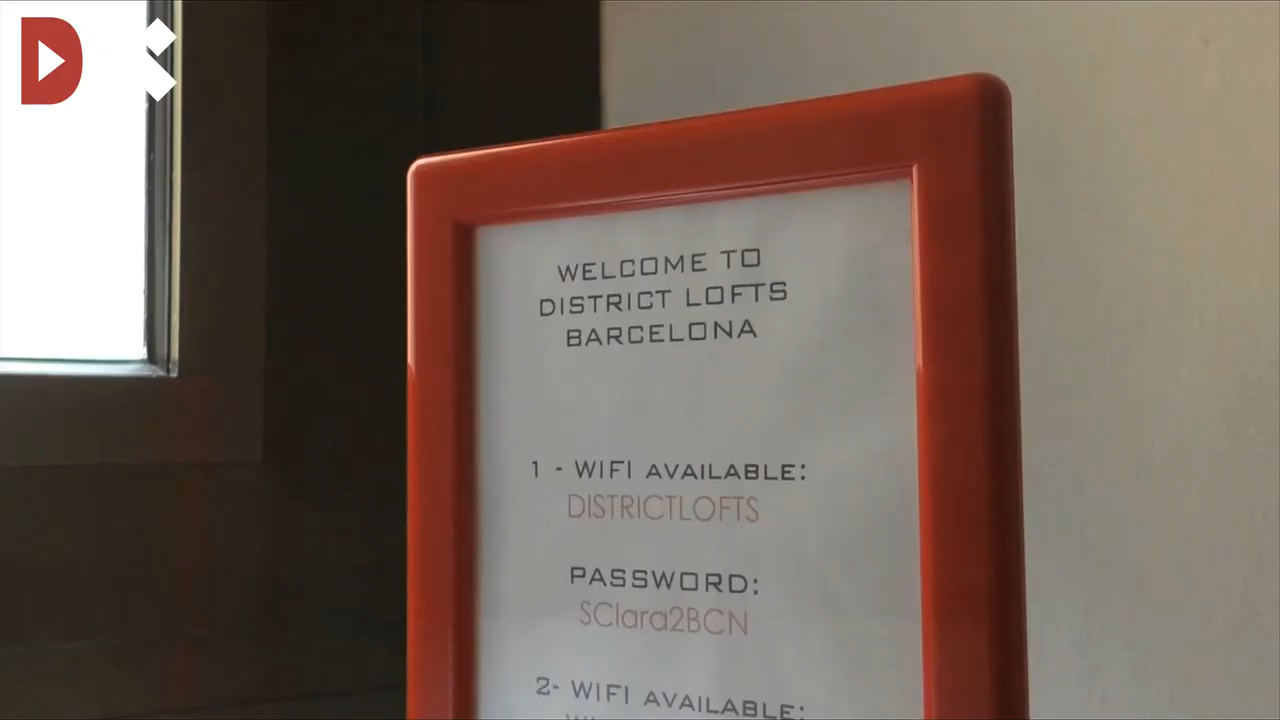 WELCOME TO
DISTRICT LOFTS
BARCELONA
1 - WIFI AVAILABLE:
DISTRICTLOFTS
PASSWORD:
SClara2BCN
2- WIFI AVAILABLE: